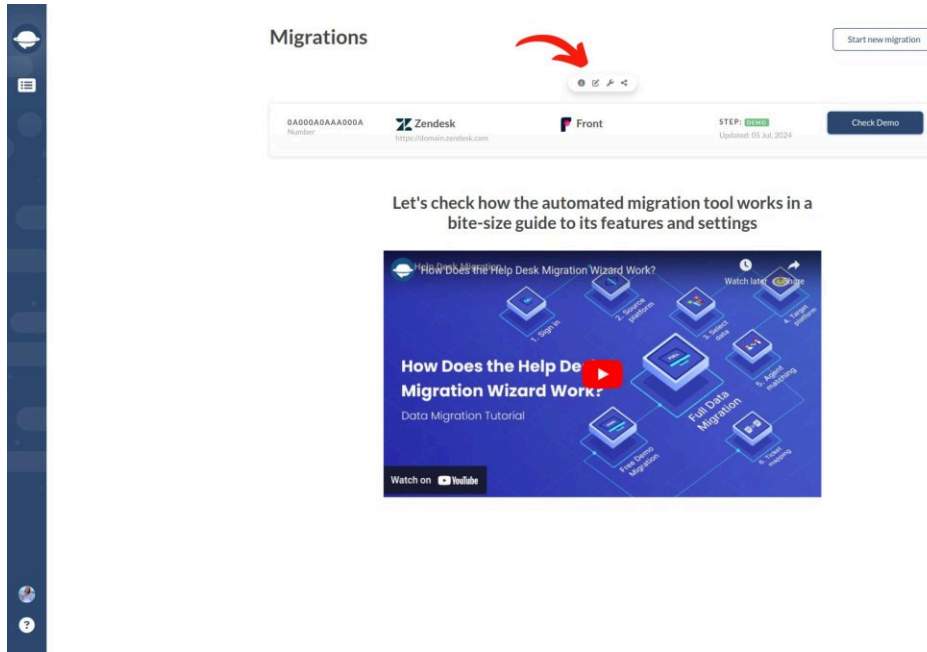 Migrations
Start new migration
0A000A0AAA000A
Number
Zendesk
https://domain.zendesk.com
Front
STEP: DEMO
Updated: 05 Jul, 2024
Check Demo
Let's check how the automated migration tool works in a
bite-size guide to its features and settings
Help Desk Migration
How Does the Help Desk Migration Wizard Work?
Watch later
Share
1. Sign in
2. Source
platform
3. Select
data
4. Target
platform
How Does the Help De
Migration Wizard Work?
Data Migration Tutorial
FULL
Full Data
Migration
5. Agent
matching
Free Demo
Migration
6. Ticket
mapping
Watch on YouTube